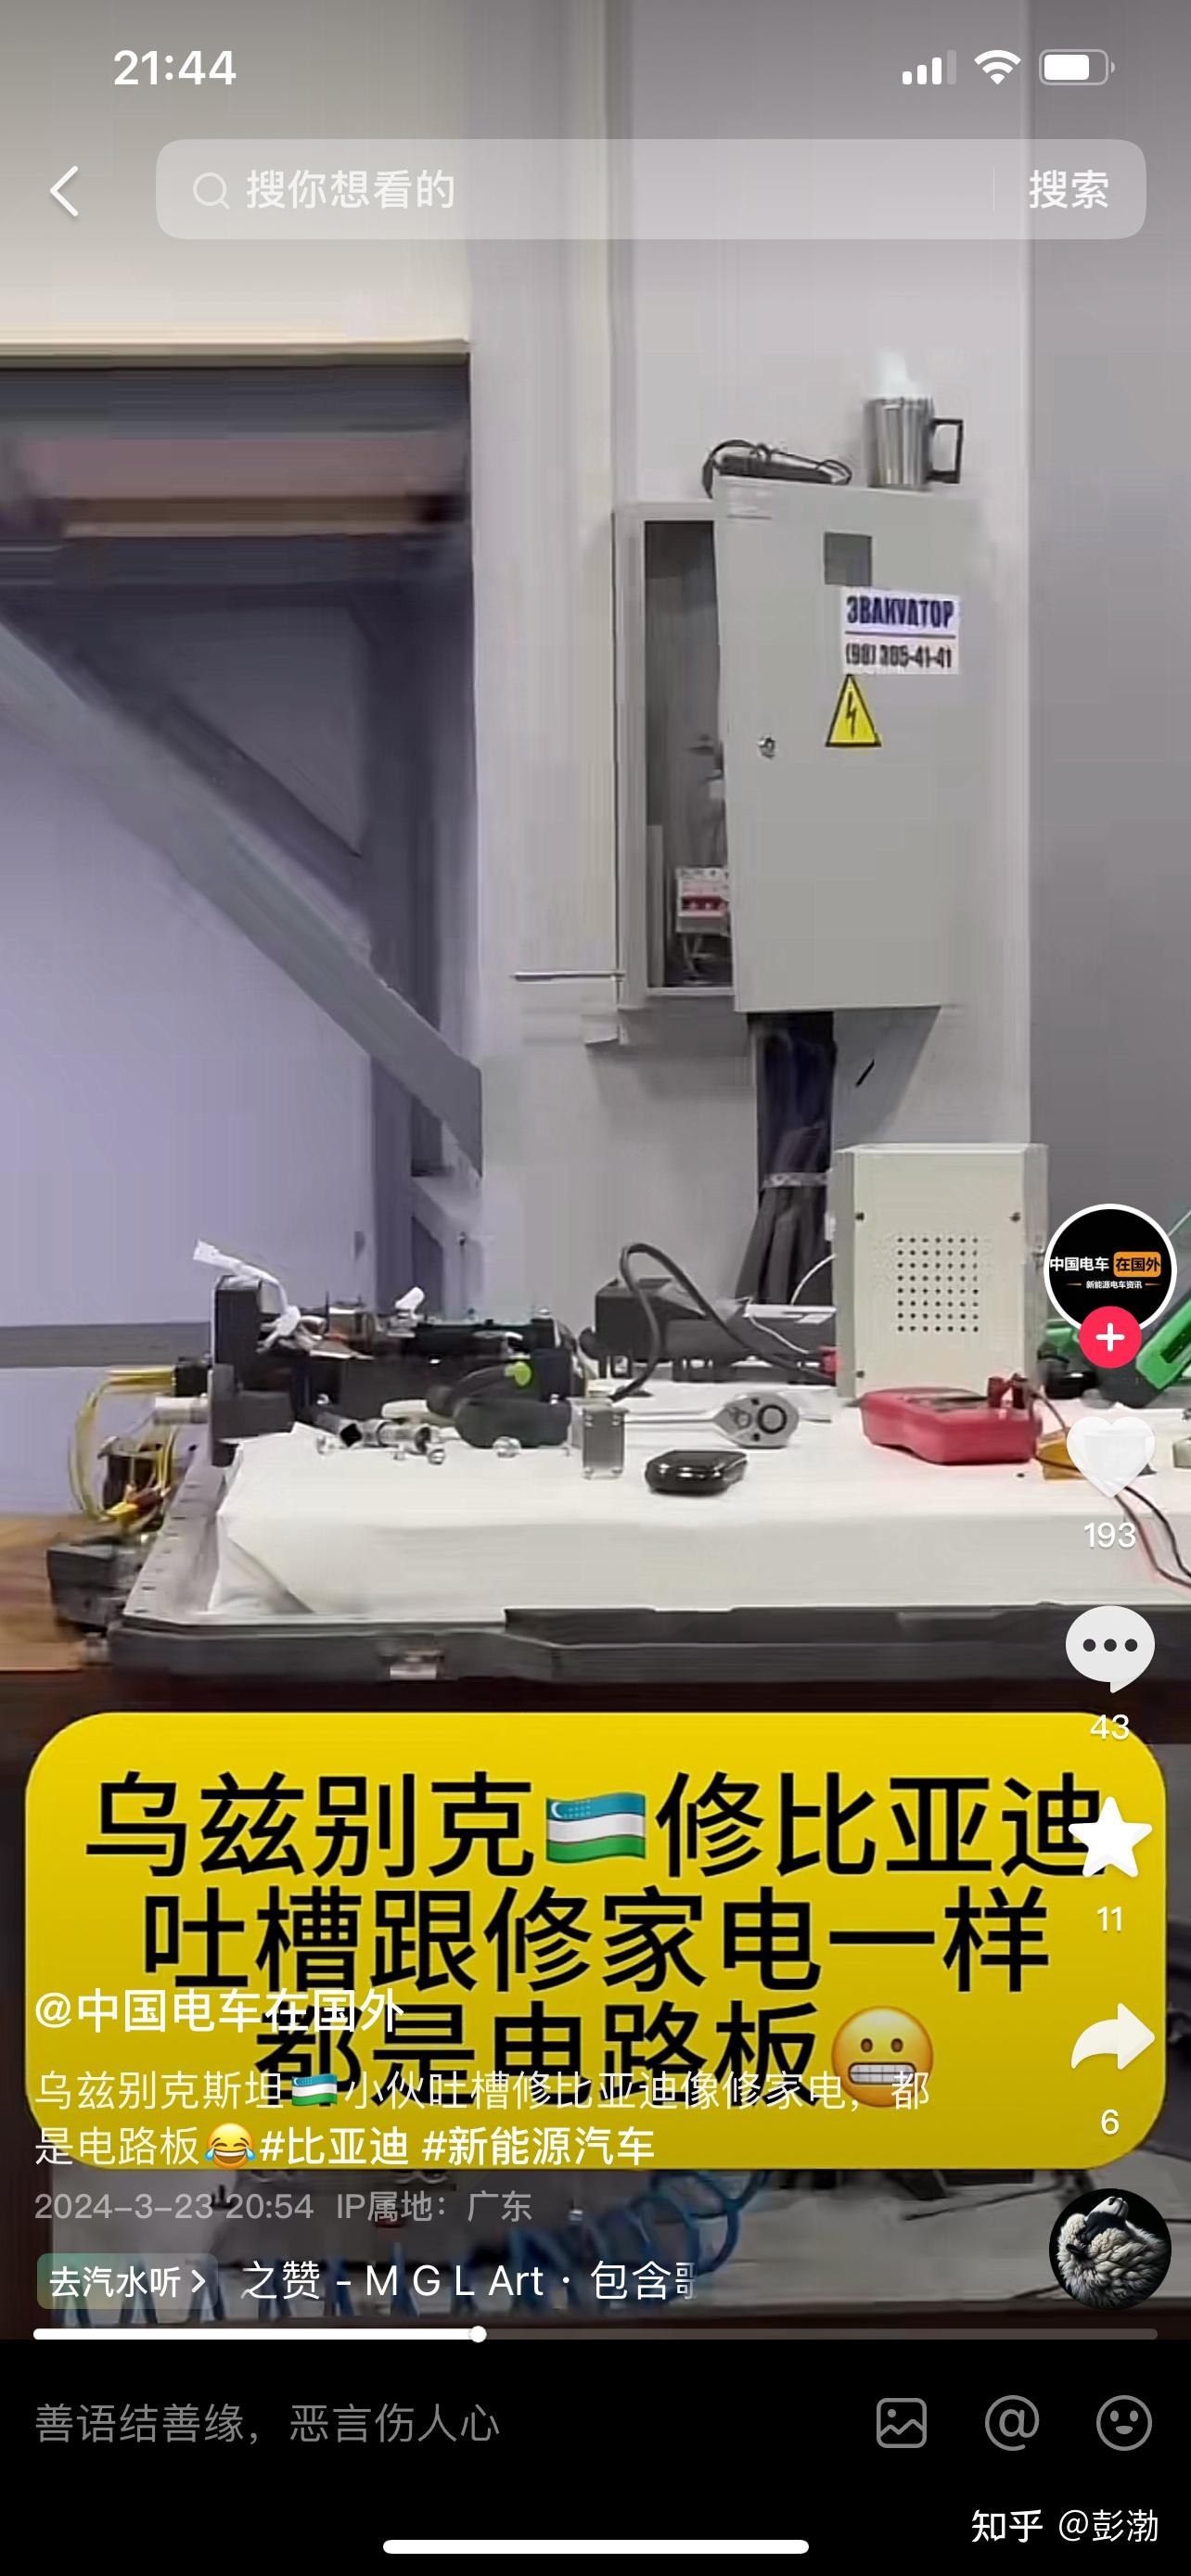 21:44
搜你想看的
搜索
ЭВАКУАТОР
(98) 305-41-41
中国电车 在国外
新能源电车资讯
193
43
乌兹别克🇺🇿修比亚迪
吐槽跟修家电一样
都是电路板😬
11
@中国电车在国外
乌兹别克斯坦🇺🇿小伙吐槽修比亚迪像修家电，都
是电路板😂#比亚迪 #新能源汽车
6
2024-3-23 20:54 IP属地：广东
去汽水听 >
之赞 - M G L Art · 包含
善语结善缘，恶言伤人心
知乎 @彭渤